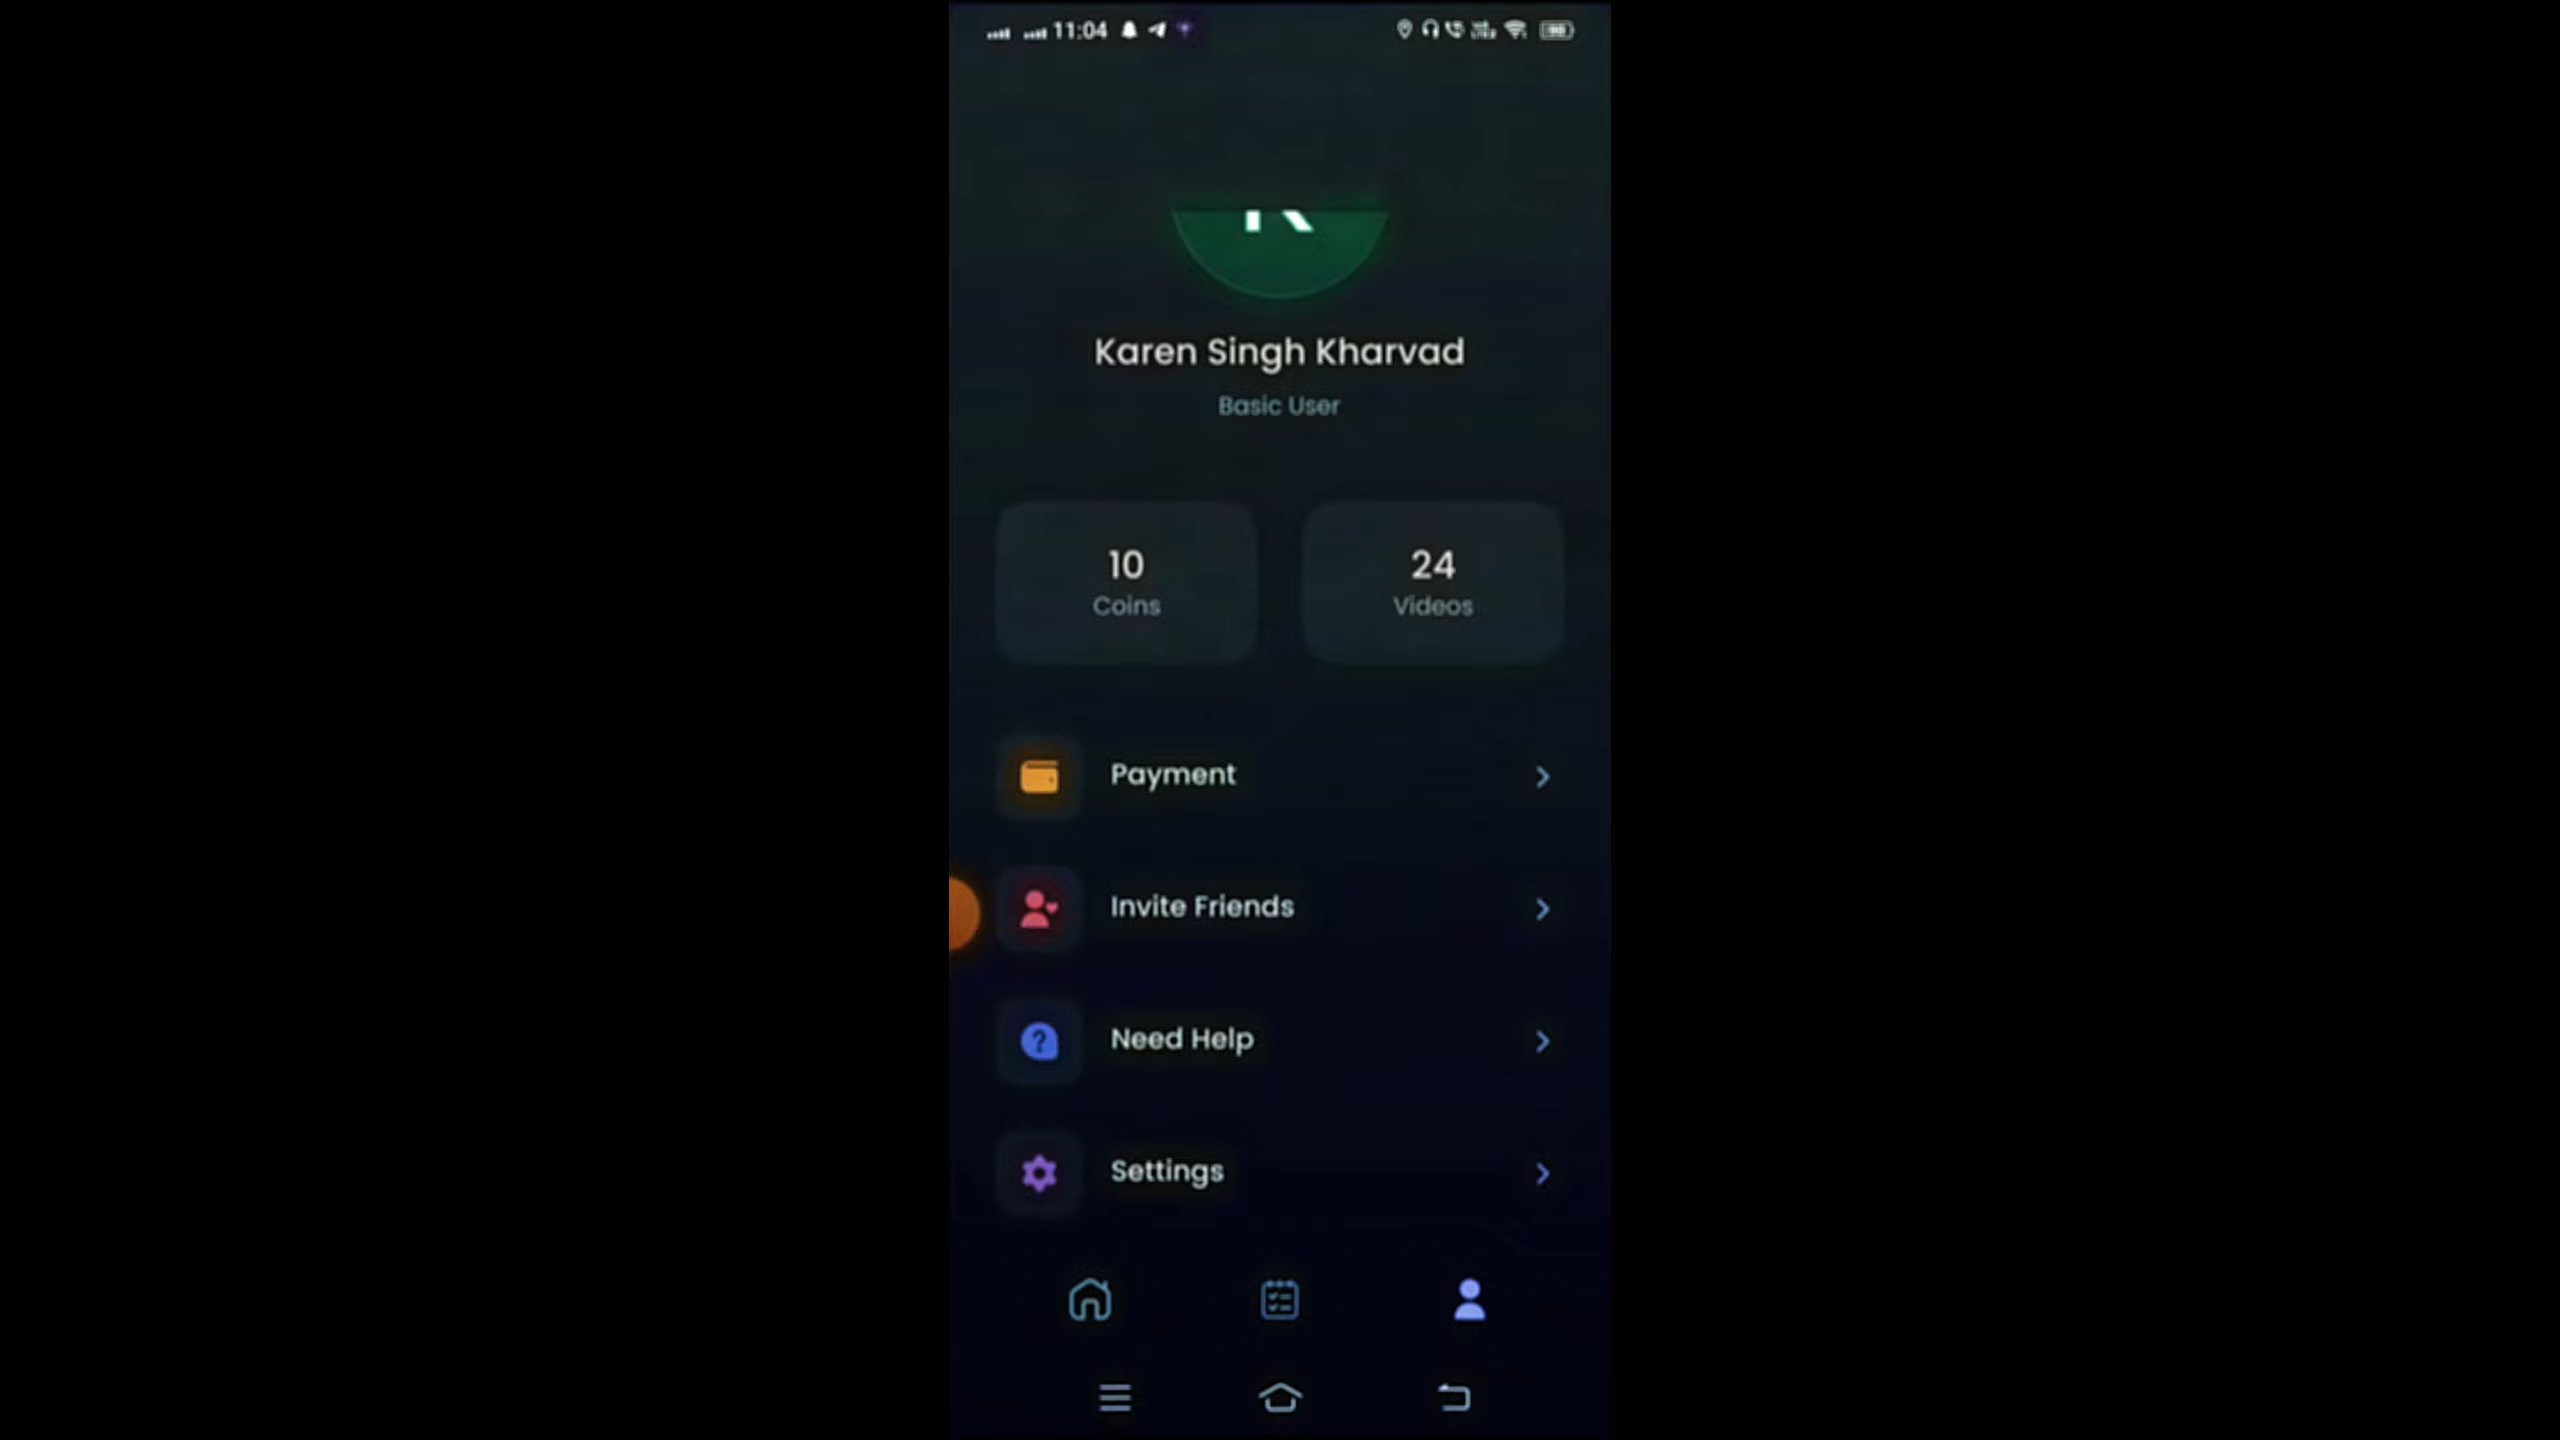 11:04
Karen Singh Kharvad
Basic User
10
Coins
24
Videos
Payment
Invite Friends
Need Help
Settings